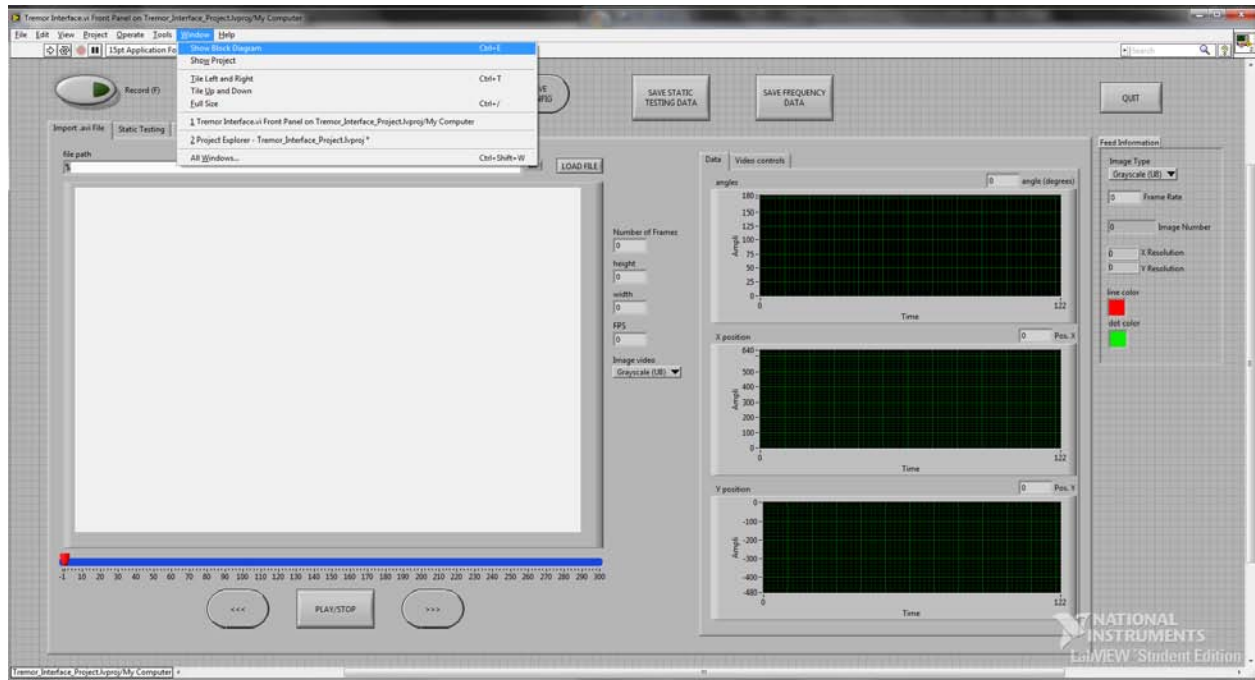 Tremor Interface.vi Front Panel on Tremor_Interface_Project.lvproj/My Computer
File Edit View Project Operate Tools Window Help
15pt Application Fo
Search
Show Block Diagram Ctrl+E
Show Project
Tile Left and Right Ctrl+T
Tile Up and Down
Full Size Ctrl+/
1 Tremor Interface.vi Front Panel on Tremor_Interface_Project.lvproj/My Computer
2 Project Explorer - Tremor_Interface_Project.lvproj *
All Windows... Ctrl+Shift+W
Record (F)
SAVE STATIC
TESTING DATA
SAVE FREQUENCY
DATA
QUIT
Import .avi File Static Testing
file path
LOAD FILE
Number of Frames
0
height
0
width
0
FPS
0
Image video
Grayscale (U8)
-1 10 20 30 40 50 60 70 80 90 100 110 120 130 140 150 160 170 180 190 200 210 220 230 240 250 260 270 280 290 300
<<< PLAY/STOP >>>
Data Video controls
angles 0 angle (degrees)
180
150
125
100
75
50
25
0
Ampli
0 122
Time
X position 0 Pos. X
640
500
400
300
200
100
0
Ampli
0 122
Time
Y position 0 Pos. Y
0
-100
-200
-300
-400
-480
Ampli
0 122
Time
Feed Information
Image Type
Grayscale (U8)
0 Frame Rate
0 Image Number
0 X Resolution
0 Y Resolution
line color
dot color
NATIONAL
INSTRUMENTS
LabVIEW Student Edition
Tremor_Interface_Project.lvproj/My Computer